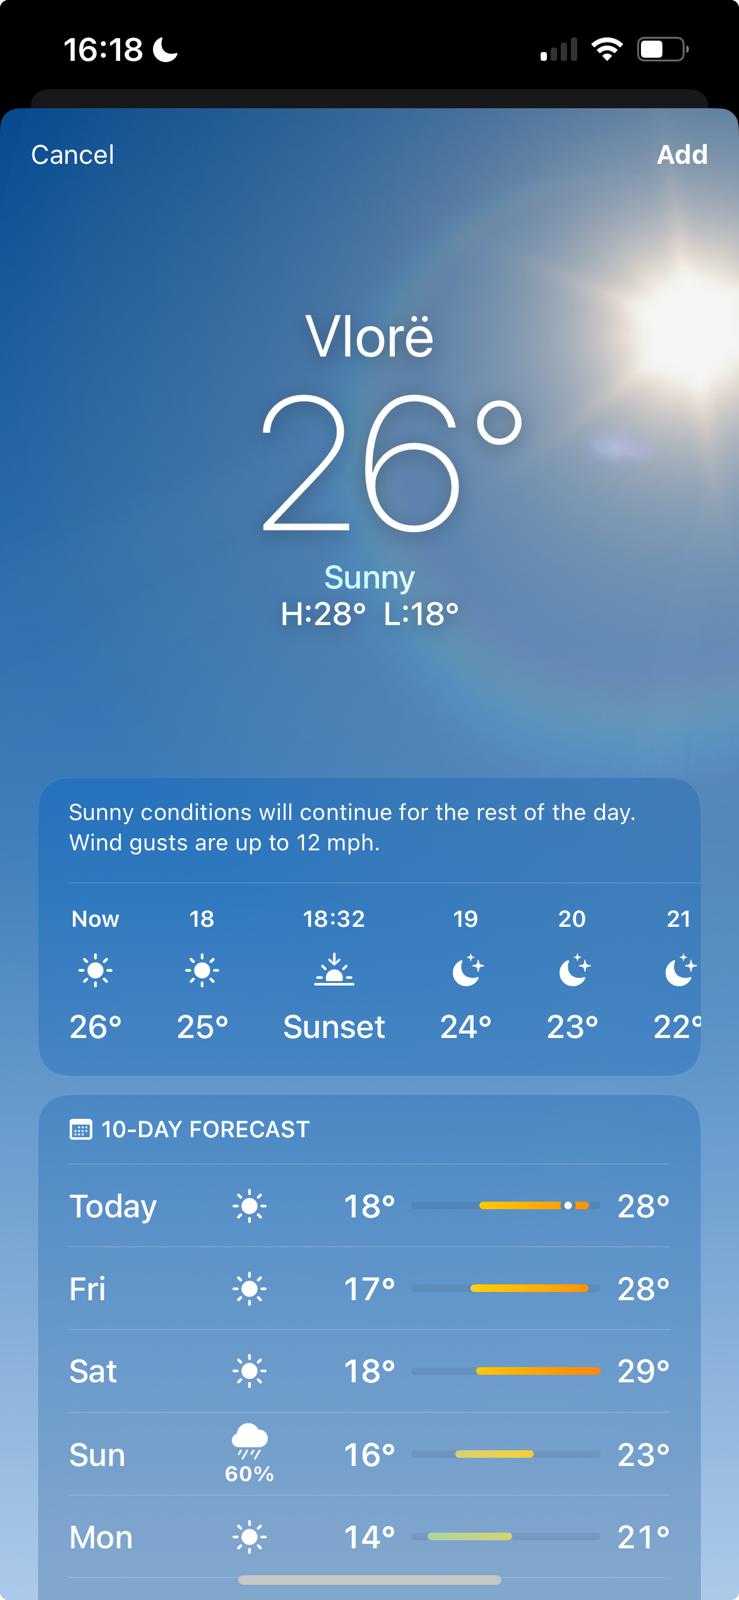 16:18
Cancel Add
Vlorë
26°
Sunny
H:28° L:18°
Sunny conditions will continue for the rest of the day.
Wind gusts are up to 12 mph.
Now 18 18:32 19 20 21
26° 25° Sunset 24° 23° 22°
10-DAY FORECAST
Today 18° 28°
Fri 17° 28°
Sat 18° 29°
Sun 60% 16° 23°
Mon 14° 21°